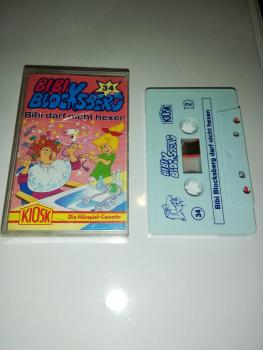 BIBI
BLOCKSBERG
34
Bibi darf nicht hexen
KIOSK
Die Hörspiel-Cassette
BIBI
BLOCKSBERG
KIOSK
2
34
Bibi Blocksberg darf nicht hexen